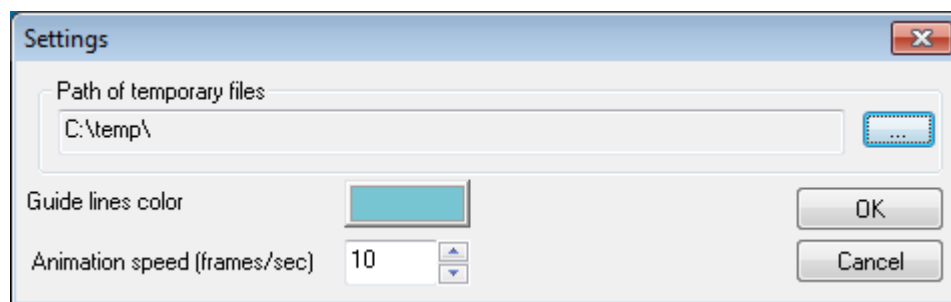 Settings
Path of temporary files
C:\temp\
...
Guide lines color
OK
Animation speed (frames/sec)
10
Cancel